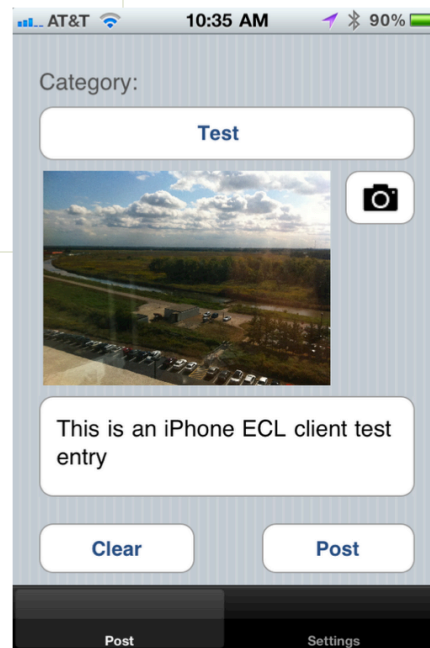 AT&T 10:35 AM 90%
Category:
Test
This is an iPhone ECL client test
entry
Clear Post
Post Settings